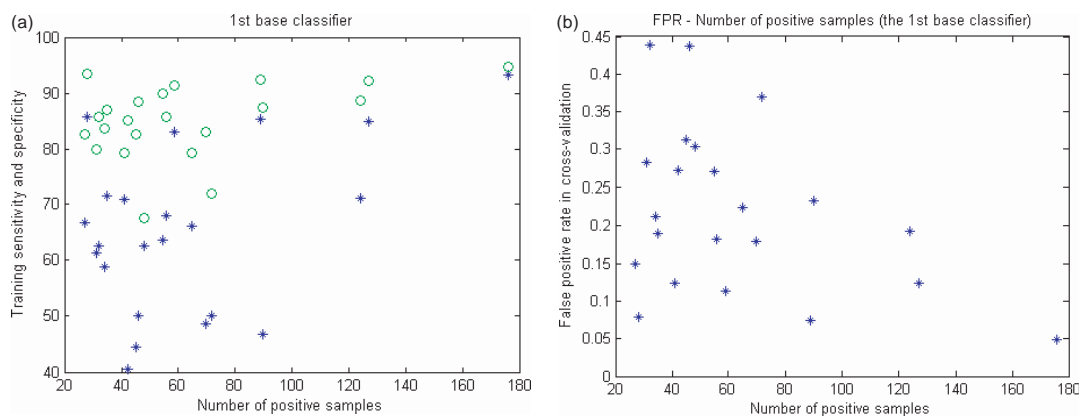 (a)
1st base classifier
Training sensitivity and specificity
100
90
80
70
60
50
40
20 40 60 80 100 120 140 160 180
Number of positive samples
(b)
FPR - Number of positive samples (the 1st base classifier)
False positive rate in cross-validation
0.45
0.4
0.35
0.3
0.25
0.2
0.15
0.1
0.05
0
20 40 60 80 100 120 140 160 180
Number of positive samples